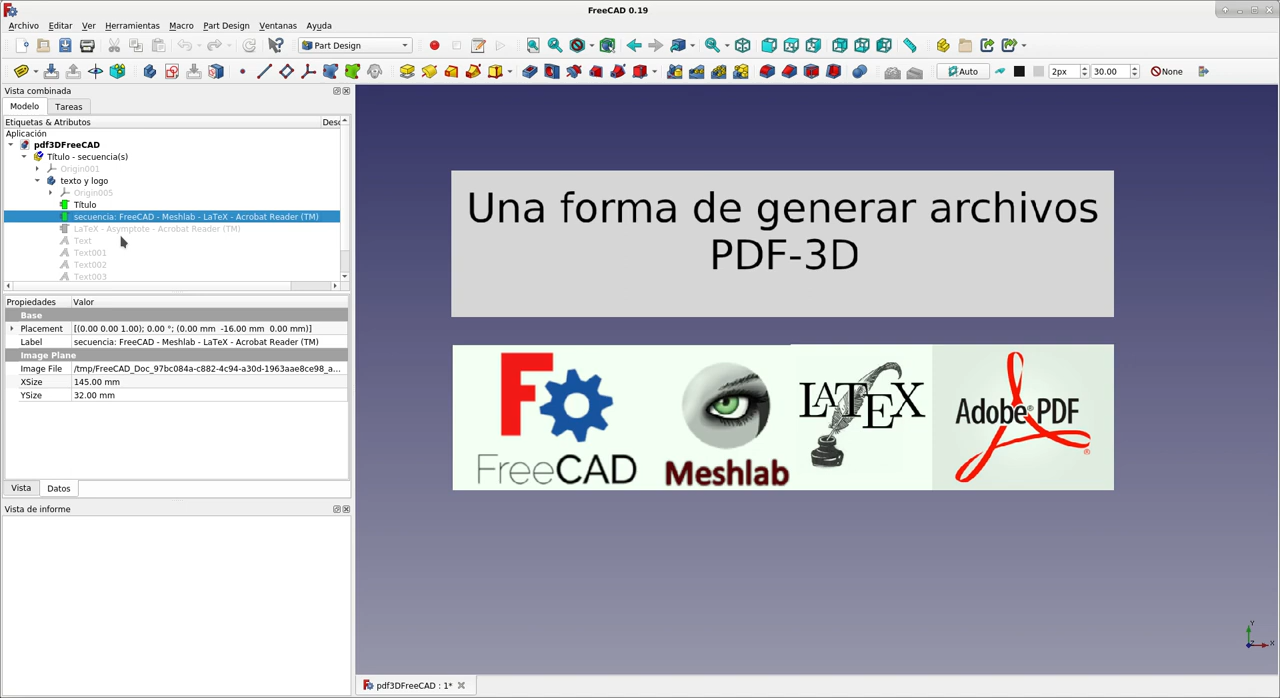 FreeCAD 0.19
Archivo Editar Ver Herramientas Macro Part Design Ventanas Ayuda
Part Design
Auto 2px 30.00 None
Vista combinada
Modelo Tareas
Etiquetas & Atributos Desc
Aplicación
pdf3DFreeCAD
Título - secuencia(s)
Origin001
texto y logo
Origin005
Título
secuencia: FreeCAD - Meshlab - LaTeX - Acrobat Reader (TM)
LaTeX - Asymptote - Acrobat Reader (TM)
Text
Text001
Text002
Text003
Propiedades Valor
Base
Placement [(0.00 0.00 1.00); 0.00 °; (0.00 mm -16.00 mm 0.00 mm)]
Label secuencia: FreeCAD - Meshlab - LaTeX - Acrobat Reader (TM)
Image Plane
Image File /tmp/FreeCAD_Doc_97bc084a-c882-4c94-a30d-1963aae8ce98_a...
XSize 145.00 mm
YSize 32.00 mm
Vista Datos
Vista de informe
Una forma de generar archivos
PDF-3D
FreeCAD
Meshlab
LATEX
Adobe® PDF
Y
Z X
pdf3DFreeCAD : 1*